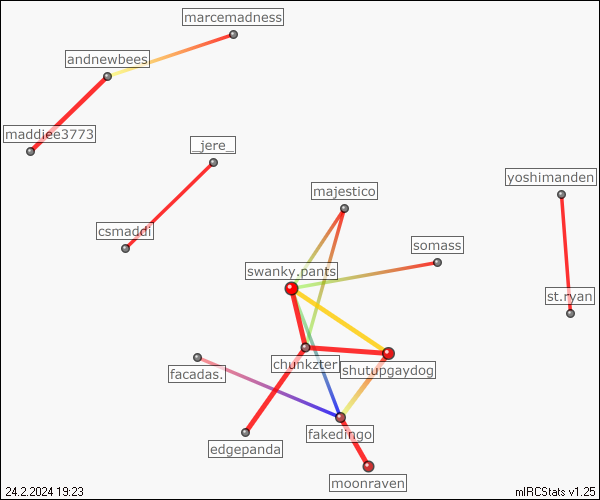 marcemadness
andnewbees
maddiee3773
_jere_
csmaddi
yoshimanden
majestico
somass
swanky.pants
st.ryan
chunkzter
shutupgaydog
facadas.
fakedingo
edgepanda
moonraven
24.2.2024 19:23
mIRCStats v1.25